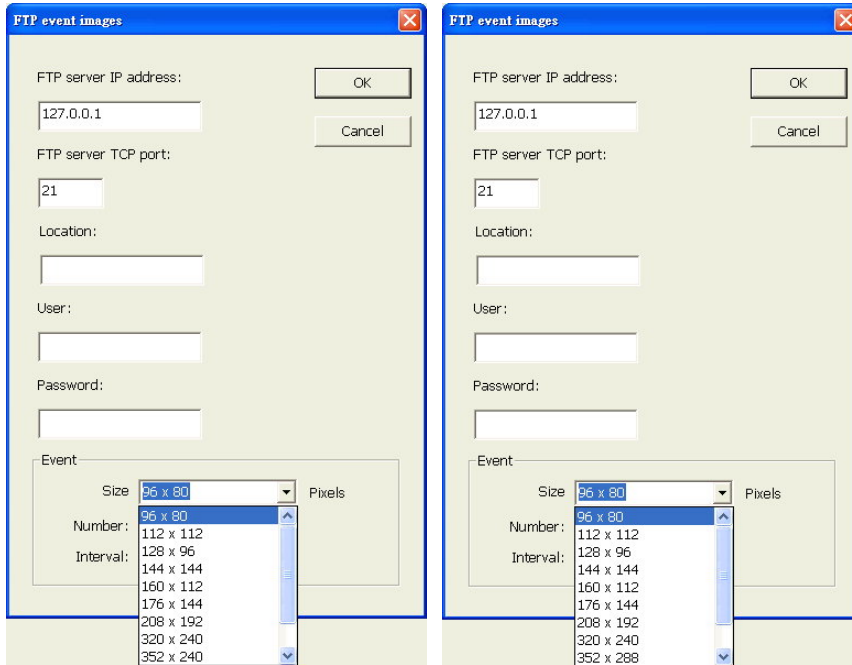 FTP event images
FTP server IP address:
OK
127.0.0.1
Cancel
FTP server TCP port:
21
Location:
User:
Password:
Event
Size 96 x 80 Pixels
96 x 80
Number:
112 x 112
128 x 96
Interval:
144 x 144
160 x 112
176 x 144
208 x 192
320 x 240
352 x 240
FTP event images
FTP server IP address:
OK
127.0.0.1
Cancel
FTP server TCP port:
21
Location:
User:
Password:
Event
Size 96 x 80 Pixels
96 x 80
Number:
112 x 112
128 x 96
Interval:
144 x 144
160 x 112
176 x 144
208 x 192
320 x 240
352 x 288